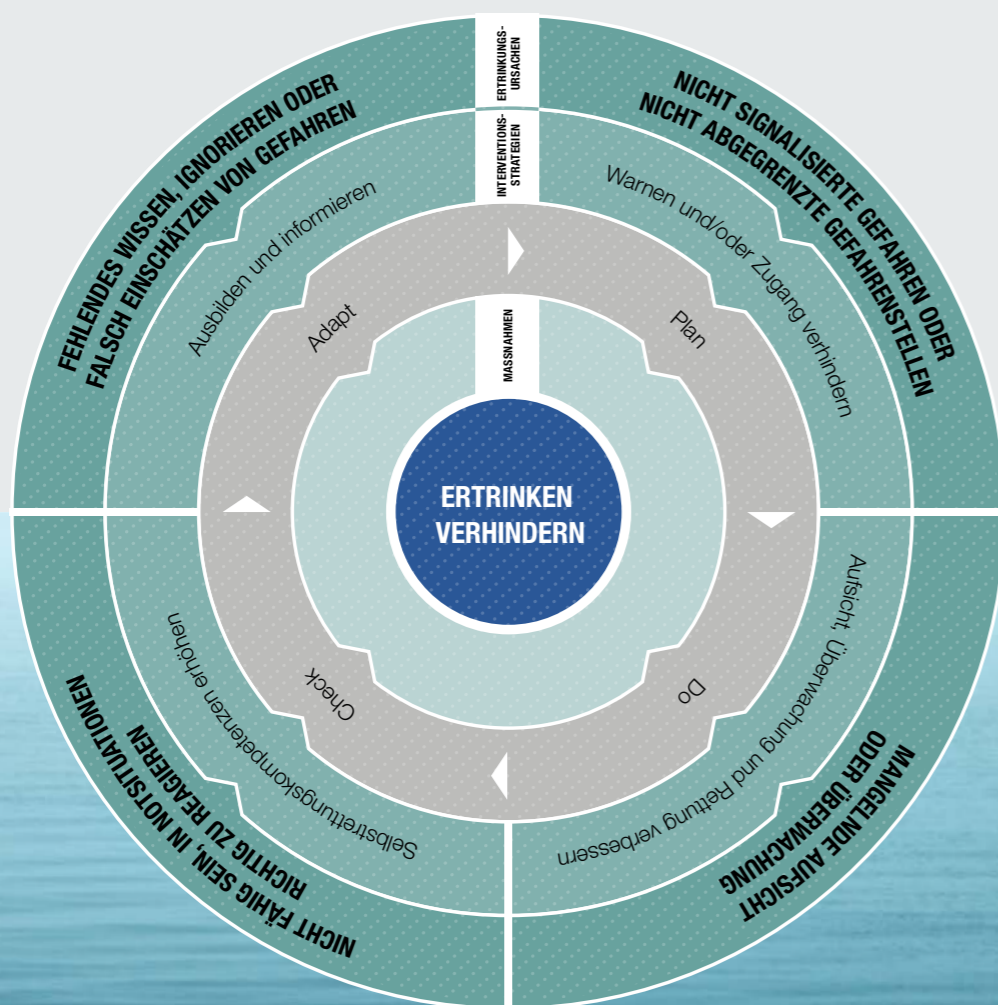 ERTRINKUNGS-
URSACHEN
INTERVENTIONS-
STRATEGIEN
MASSNAHMEN
FEHLENDES WISSEN, IGNORIEREN ODER
FALSCH EINSCHÄTZEN VON GEFAHREN
Ausbilden und informieren
Adapt
NICHT SIGNALISIERTE GEFAHREN ODER
NICHT ABGEGRENZTE GEFAHRENSTELLEN
Warnen und/oder Zugang verhindern
Plan
ERTRINKEN
VERHINDERN
MANGELNDE AUFSICHT
ODER ÜBERWACHUNG
Aufsicht, Überwachung und Rettung verbessern
Do
NICHT FÄHIG SEIN, IN NOTSITUATIONEN
RICHTIG ZU REAGIEREN
Selbstrettungskompetenzen erhöhen
Check